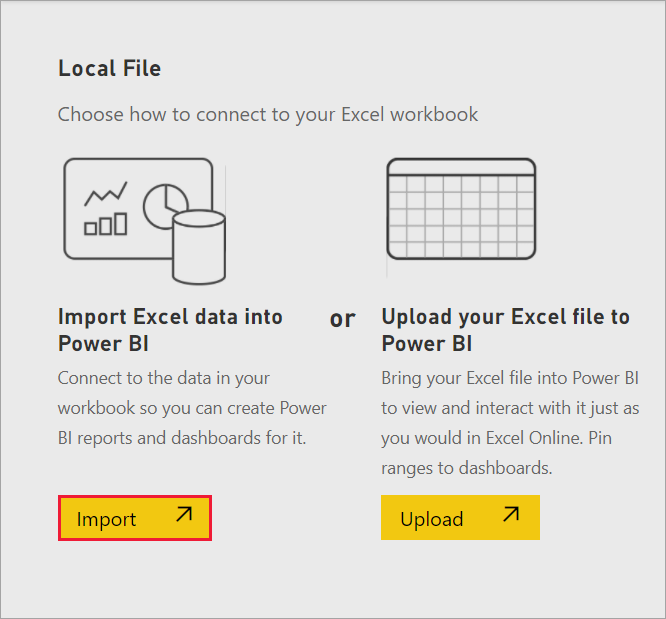 Local File
Choose how to connect to your Excel workbook
Import Excel data into
Power BI
Connect to the data in your
workbook so you can create Power
BI reports and dashboards for it.
Import
or
Upload your Excel file to
Power BI
Bring your Excel file into Power BI
to view and interact with it just as
you would in Excel Online. Pin
ranges to dashboards.
Upload